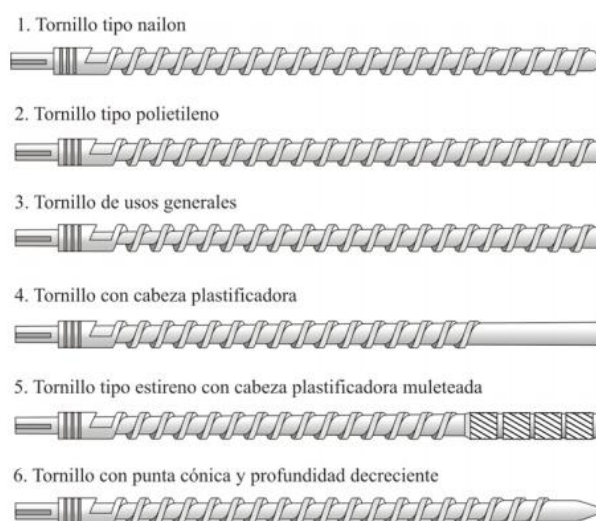 1. Tornillo tipo nailon
2. Tornillo tipo polietileno
3. Tornillo de usos generales
4. Tornillo con cabeza plastificadora
5. Tornillo tipo estireno con cabeza plastificadora muleteada
6. Tornillo con punta cónica y profundidad decreciente